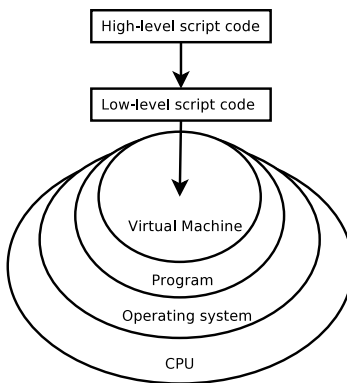 High-level script code
Low-level script code
Virtual Machine
Program
Operating system
CPU